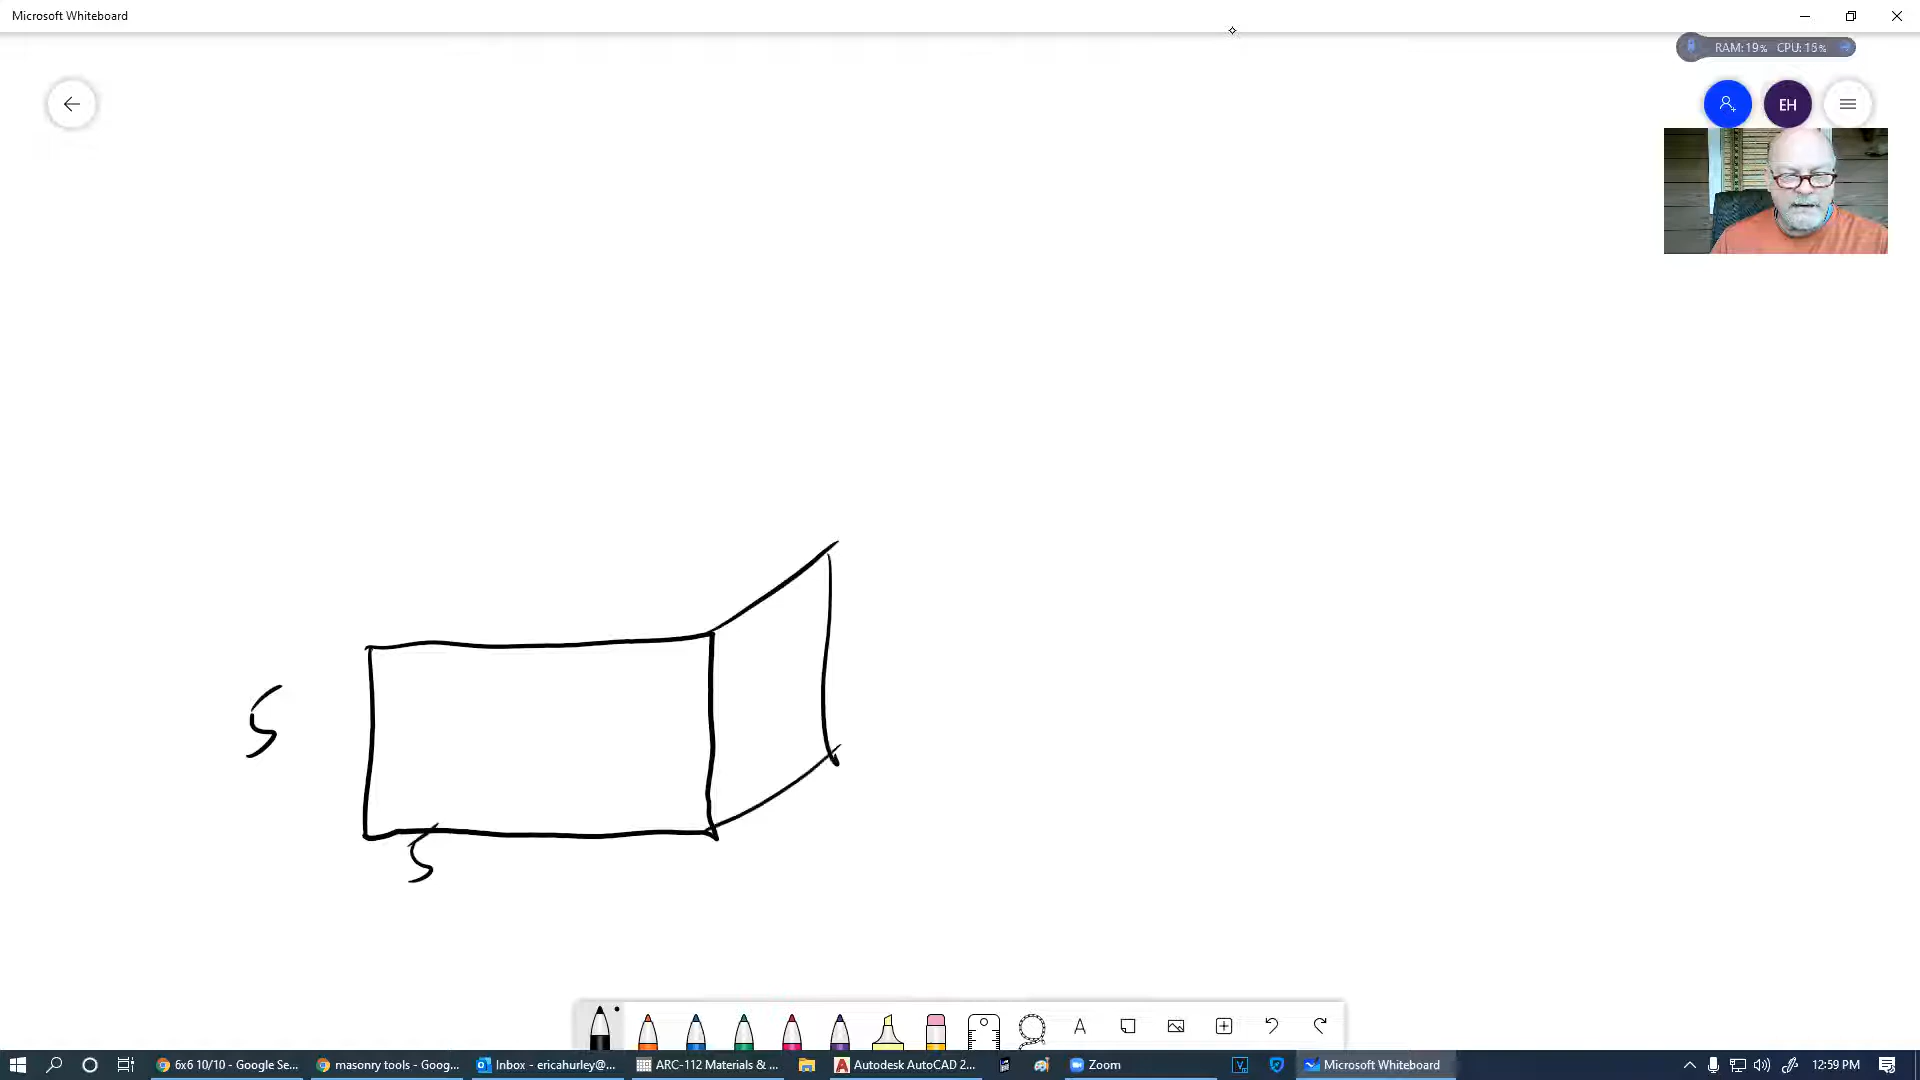 Microsoft Whiteboard
RAM:19% CPU:16%
EH
S
S
A
6x6 10/10 - Google Se...
masonry tools - Goog...
Inbox - ericahurley@...
ARC-112 Materials & ...
Autodesk AutoCAD 2...
Zoom
Microsoft Whiteboard
12:59 PM